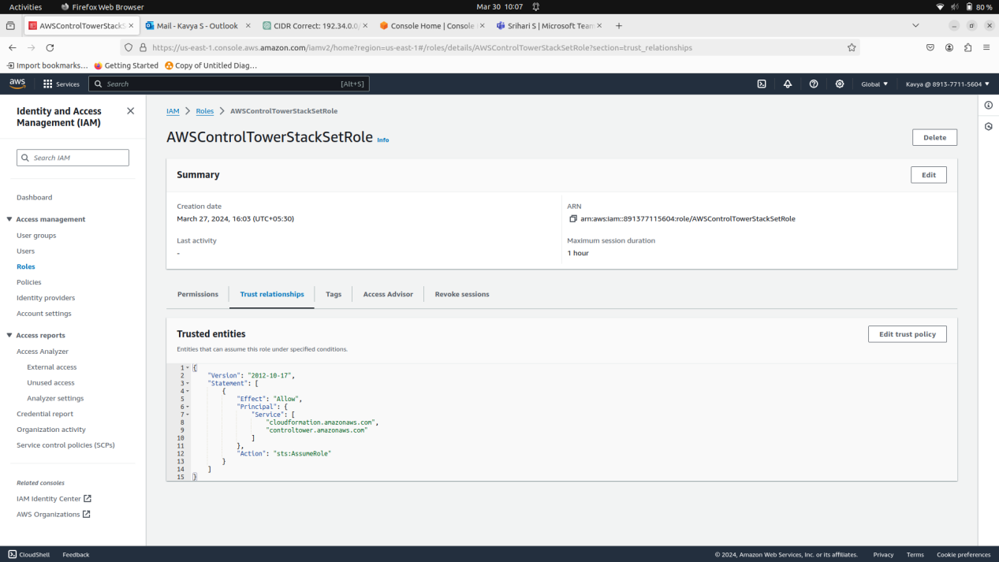 Activities
Firefox Web Browser
Mar 30 10:07
80 %
AWSControlTowerStackS
Mail - Kavya S - Outlook
CIDR Correct: 192.34.0.0/
Console Home | Console
Srihari S | Microsoft Team
https://us-east-1.console.aws.amazon.com/iamv2/home?region=us-east-1#/roles/details/AWSControlTowerStackSetRole?section=trust_relationships
Import bookmarks... Getting Started Copy of Untitled Diag...
aws
Services
Search [Alt+S]
Global
Kavya @ 8913-7711-5604
Identity and Access
Management (IAM)
Search IAM
Dashboard
Access management
User groups
Users
Roles
Policies
Identity providers
Account settings
Access reports
Access Analyzer
External access
Unused access
Analyzer settings
Credential report
Organization activity
Service control policies (SCPs)
Related consoles
IAM Identity Center
AWS Organizations
IAM > Roles > AWSControlTowerStackSetRole
AWSControlTowerStackSetRole Info
Delete
Summary
Edit
Creation date
March 27, 2024, 16:03 (UTC+05:30)
Last activity
-
ARN
arn:aws:iam::891377115604:role/AWSControlTowerStackSetRole
Maximum session duration
1 hour
Permissions
Trust relationships
Tags
Access Advisor
Revoke sessions
Trusted entities
Edit trust policy
Entities that can assume this role under specified conditions.
1 {
2 "Version": "2012-10-17",
3 "Statement": [
4 {
5 "Effect": "Allow",
6 "Principal": {
7 "Service": [
8 "cloudformation.amazonaws.com",
9 "controltower.amazonaws.com"
10 ]
11 },
12 "Action": "sts:AssumeRole"
13 }
14 ]
15 }
CloudShell
Feedback
© 2024, Amazon Web Services, Inc. or its affiliates.
Privacy
Terms
Cookie preferences